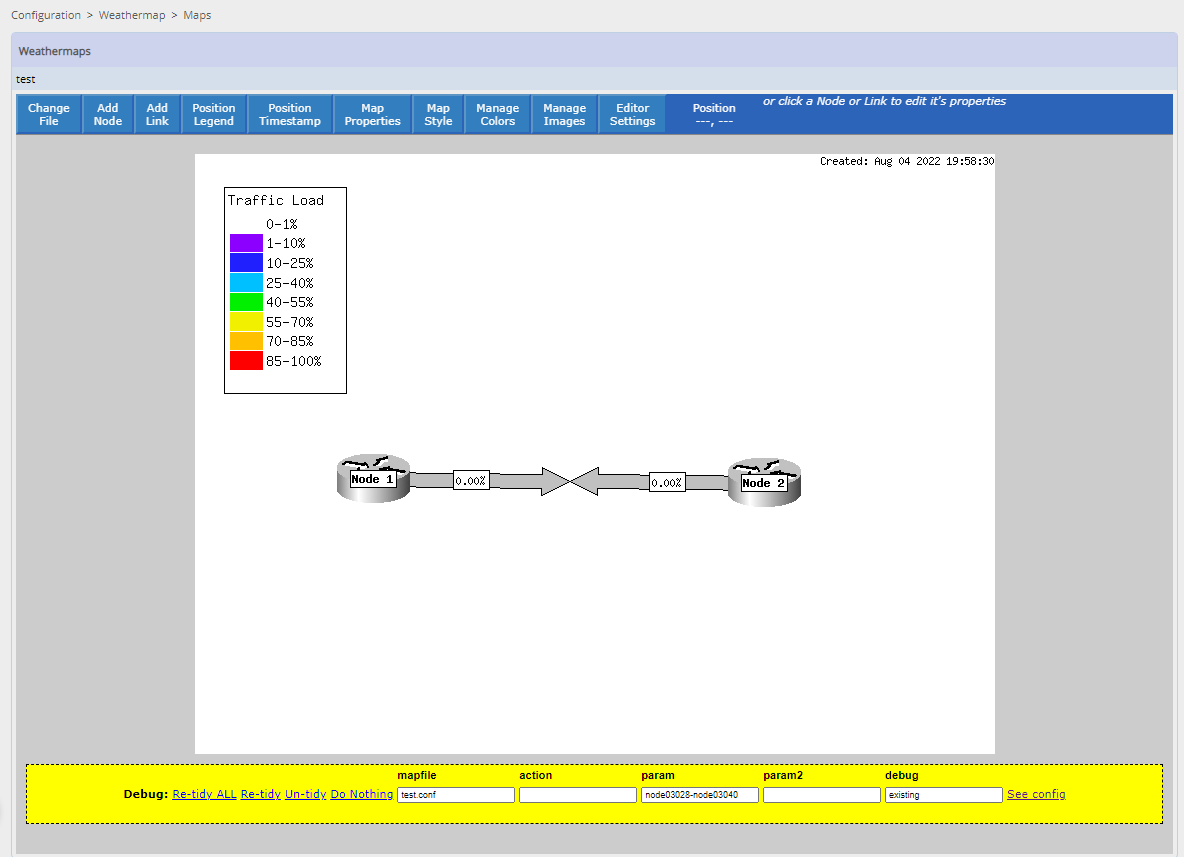 Configuration > Weathermap > Maps
Weathermaps
test
Change File
Add Node
Add Link
Position Legend
Position Timestamp
Map Properties
Map Style
Manage Colors
Manage Images
Editor Settings
Position ---, ---
or click a Node or Link to edit it's properties
Created: Aug 04 2022 19:58:30
Traffic Load
0-1%
1-10%
10-25%
25-40%
40-55%
55-70%
70-85%
85-100%
Node 1
0.00%
0.00%
Node 2
mapfile action param param2 debug
Debug: Re-tidy ALL Re-tidy Un-tidy Do Nothing test.conf node03028-node03040 existing See config